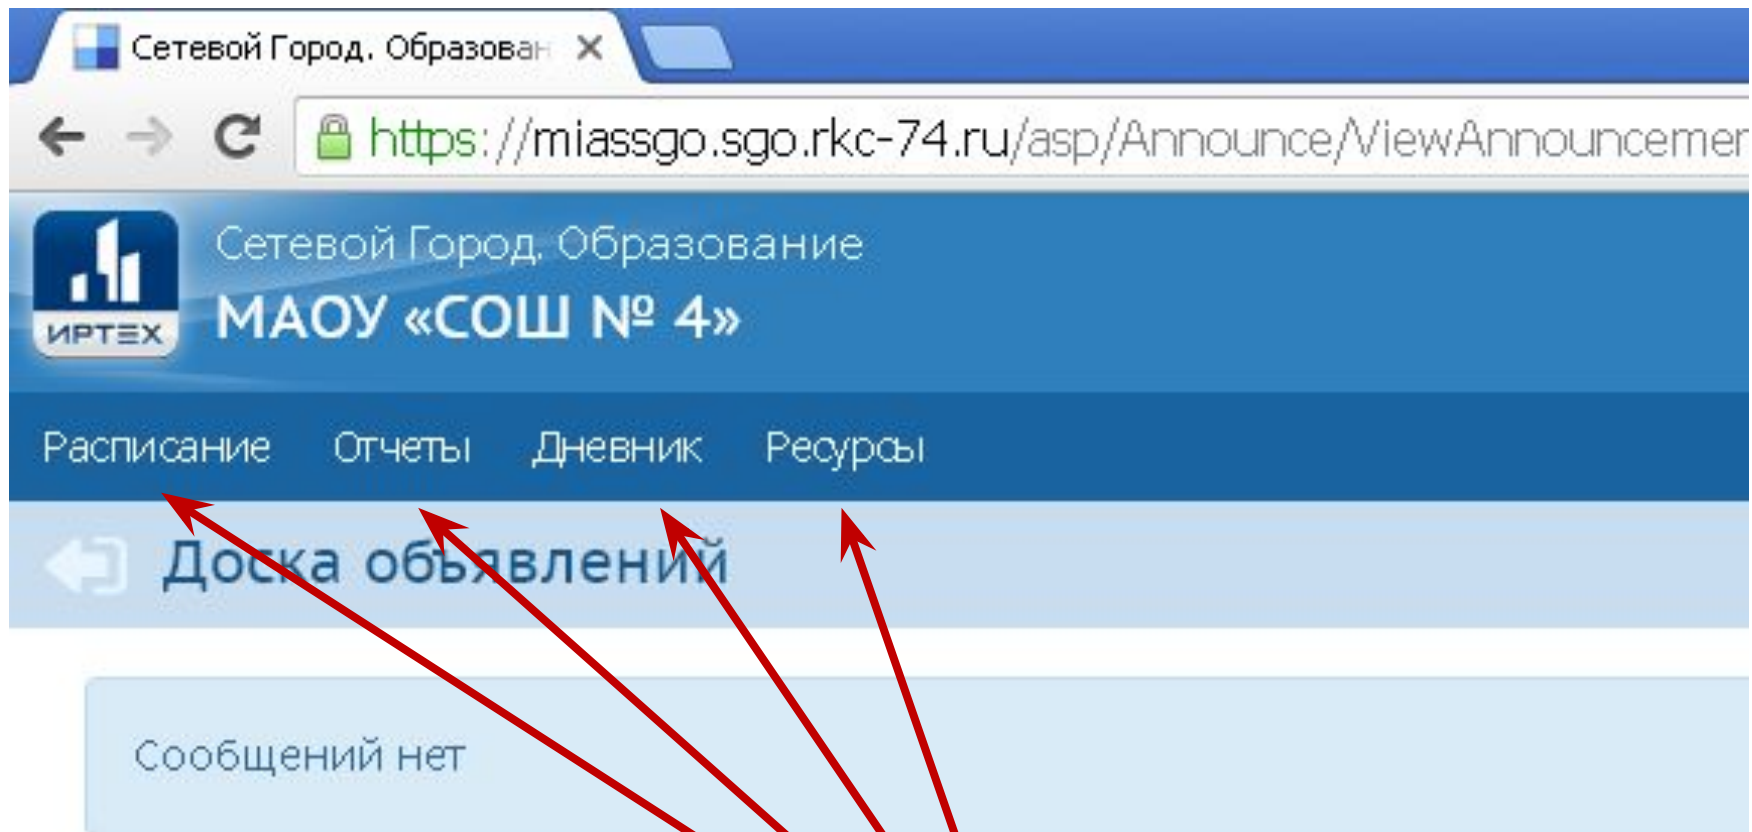 Сетевой Город. Образован
https://miassgo.sgo.rkc-74.ru/asp/Announce/ViewAnnouncemen
Сетевой Город. Образование
ИРТЕХ
МАОУ «СОШ № 4»
Расписание Отчеты Дневник Ресурсы
Доска объявлений
Сообщений нет